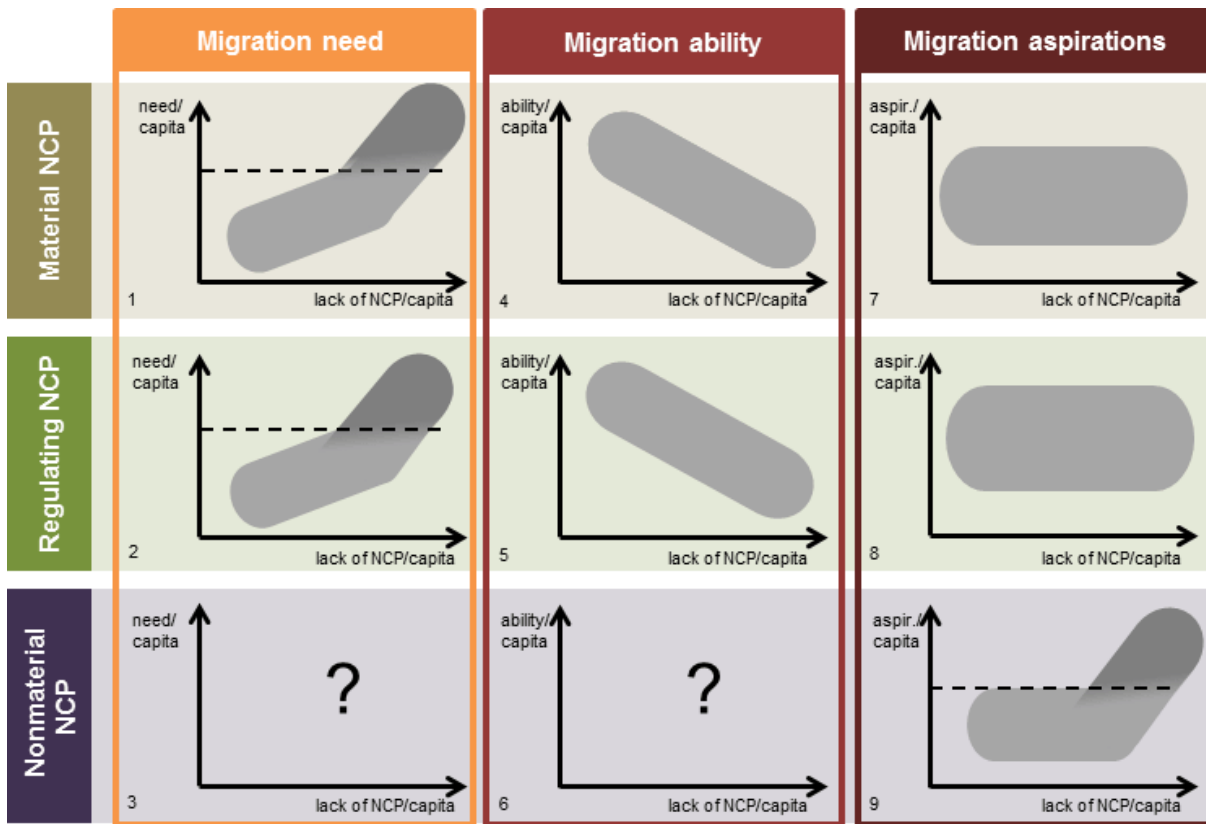 Migration need
Migration ability
Migration aspirations
Material NCP
need/
capita
1
lack of NCP/capita
ability/
capita
4
lack of NCP/capita
aspir./
capita
7
lack of NCP/capita
Regulating NCP
need/
capita
2
lack of NCP/capita
ability/
capita
5
lack of NCP/capita
aspir./
capita
8
lack of NCP/capita
Nonmaterial
NCP
need/
capita
?
3
lack of NCP/capita
ability/
capita
?
6
lack of NCP/capita
aspir./
capita
9
lack of NCP/capita